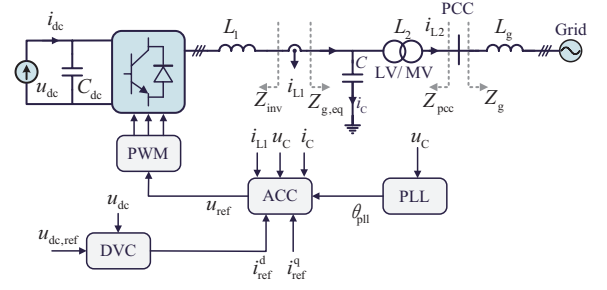 i_dc
L_1
L_2
i_L2
PCC
L_g
Grid
u_dc
C_dc
i_L1
C
i_C
LV/ MV
Z_inv
Z_g,eq
Z_pcc
Z_g
PWM
i_L1 u_C i_C
u_C
ACC
PLL
u_ref
θ_pll
u_dc
u_dc,ref
DVC
i_ref^d
i_ref^q